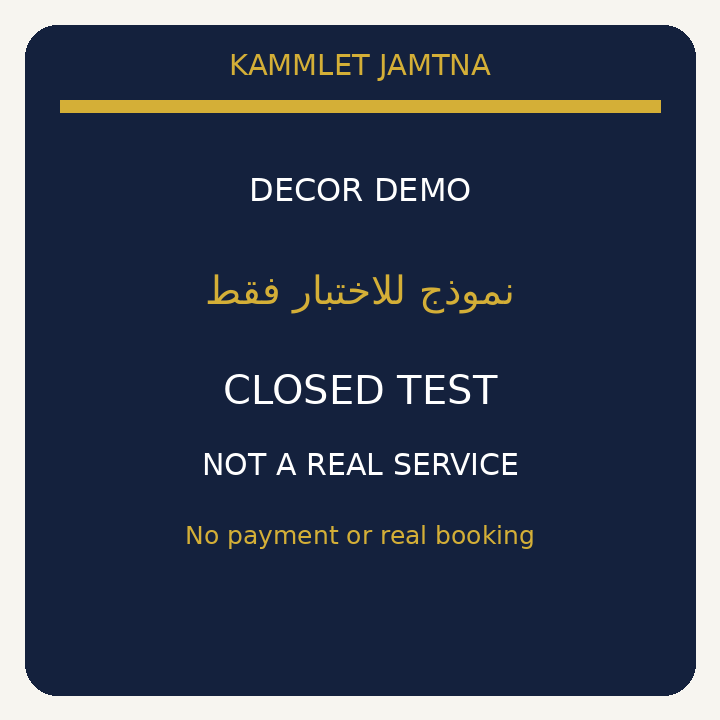 KAMMLET JAMTNA
DECOR DEMO
نموذج للاختبار فقط
CLOSED TEST
NOT A REAL SERVICE
No payment or real booking